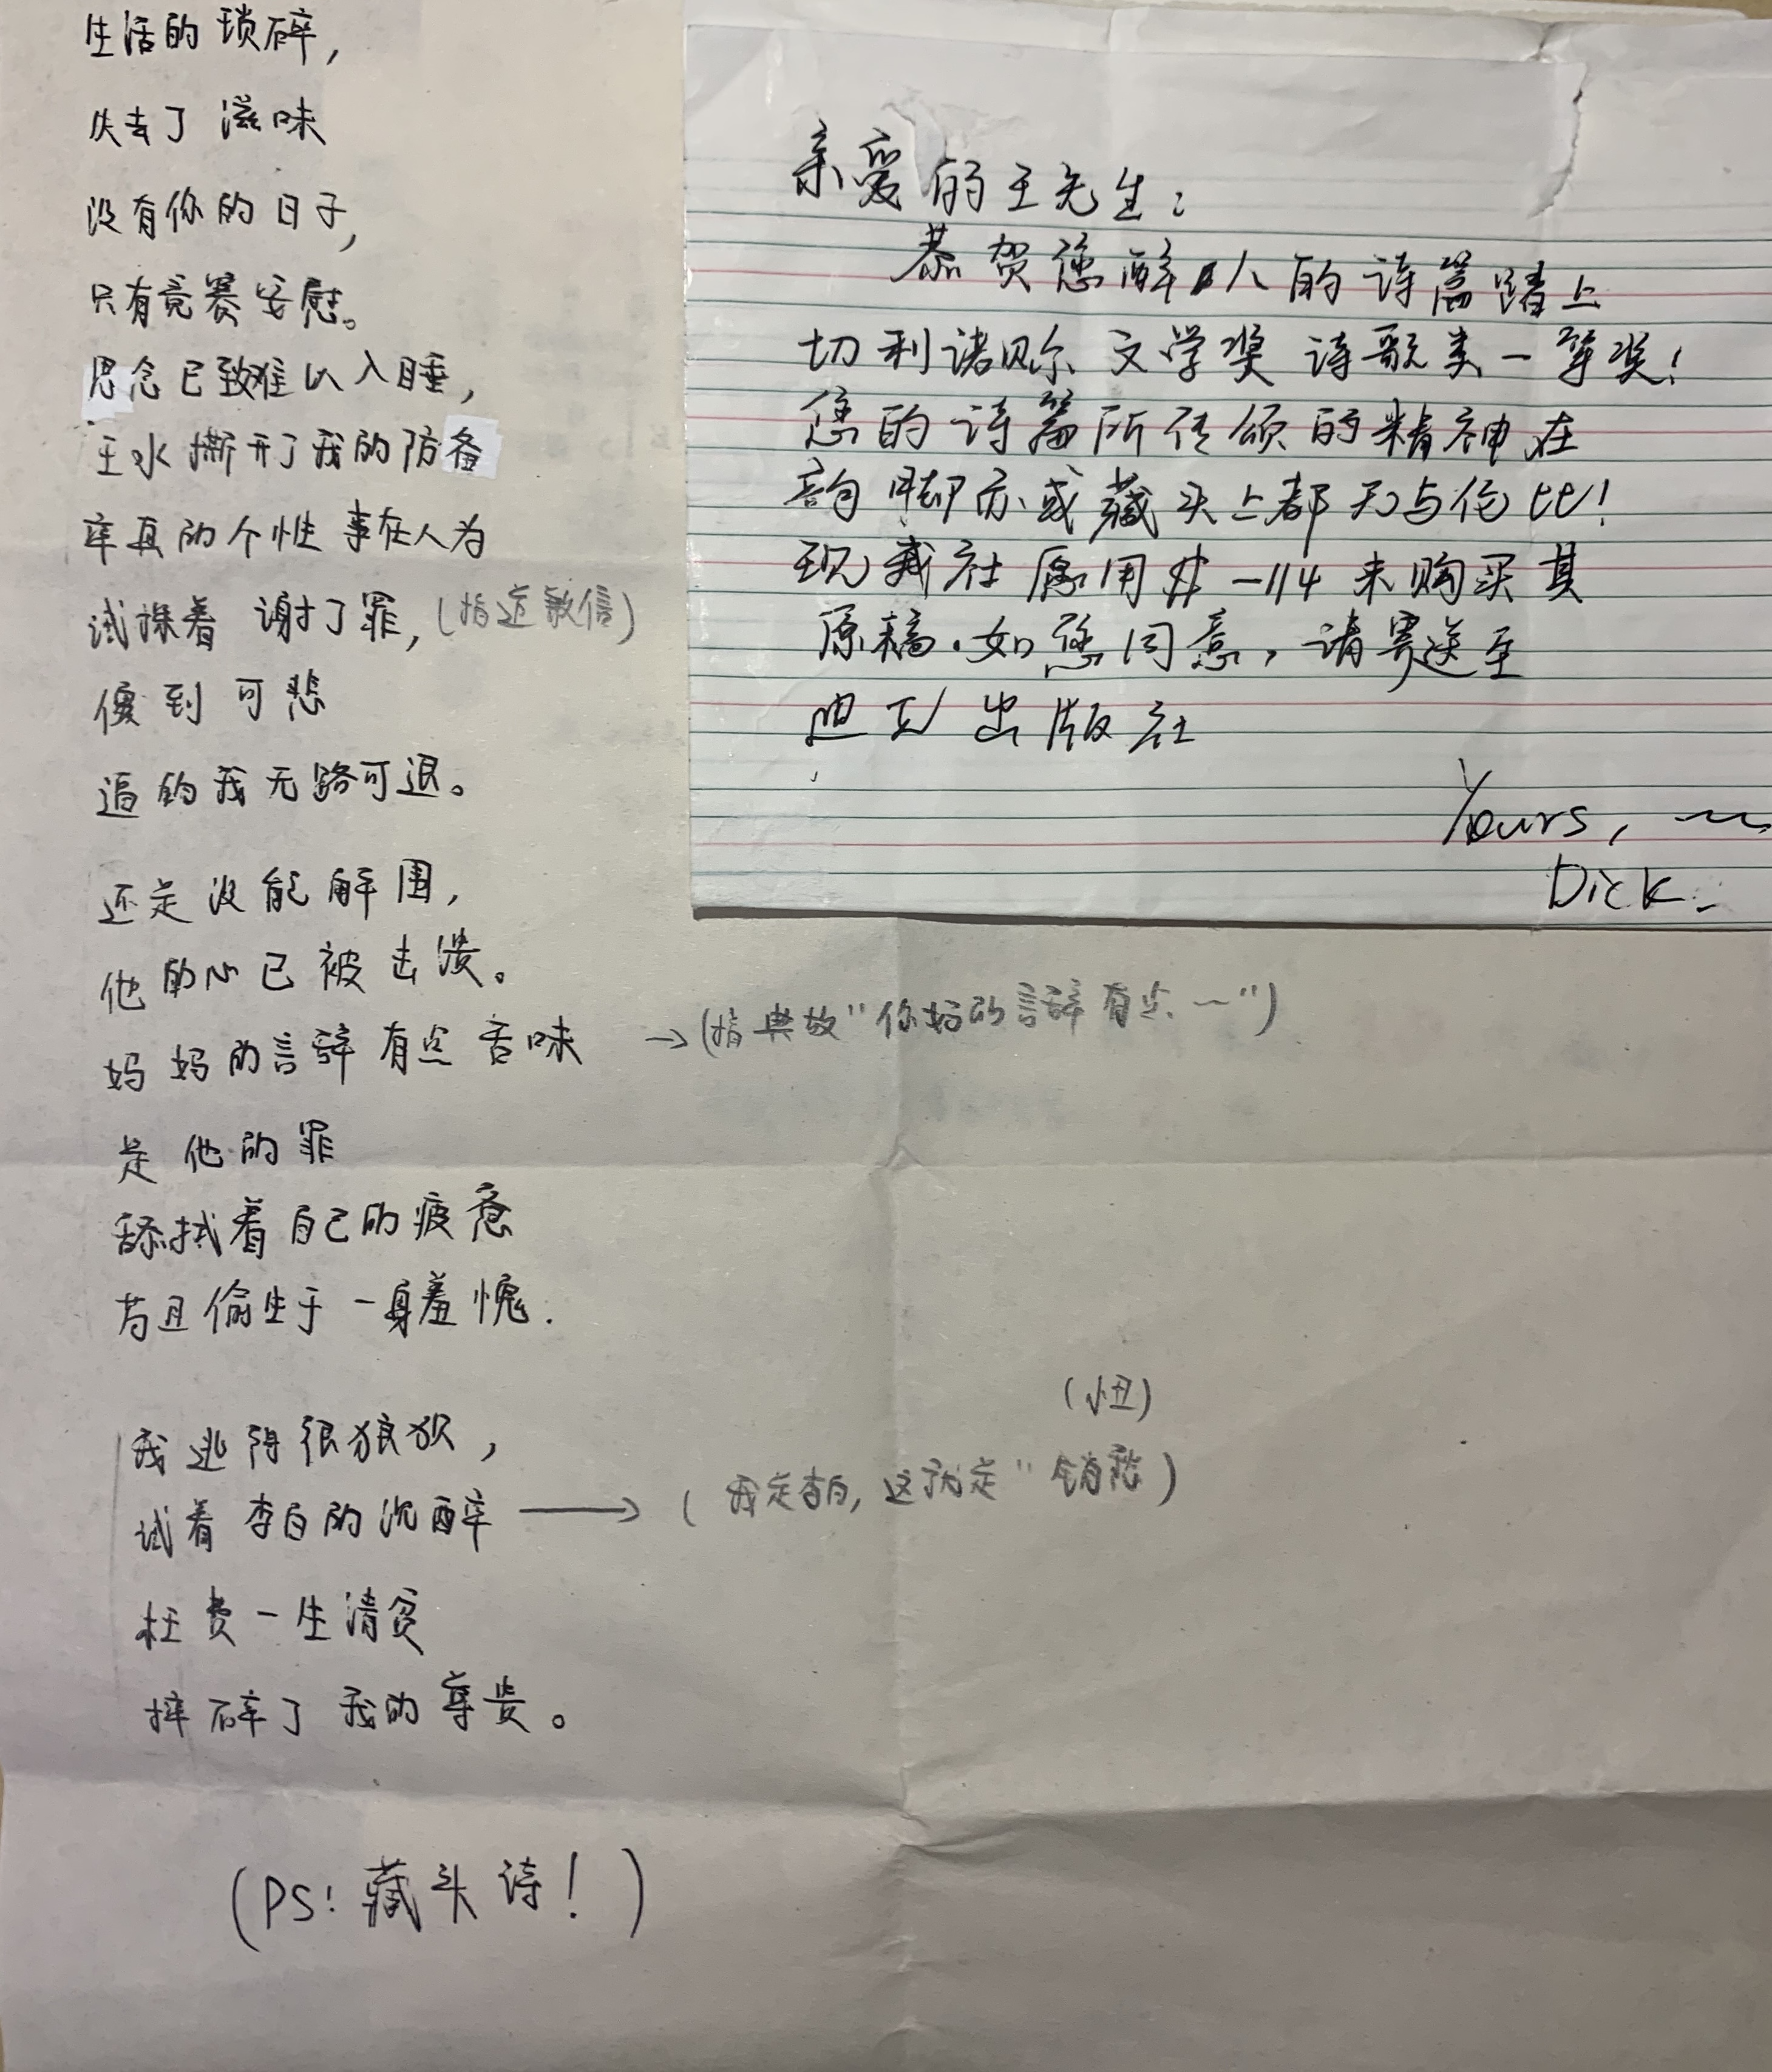 生活的琐碎，
失去了 滋味
没有你的日子，
只有竞赛安慰。
思念已致难以入睡，
王水撕开了我的防备
率真的个性 事在人为
试探着 谢了罪，(指道歉信)
傻到可悲
逼的我无路可退。
还是没能解围，
他的心已被击溃。
妈妈的言辞有点苦味 →(指典故“你妈的言辞有点~”)
是他的罪
舔拭着自己的疲惫
苟且偷生于一身羞愧.
我逃得很狼狈，
(小丑)
试着 李白的沉醉 → (我是李白, 这就是“销愁)
枉费一生清贫
摔碎了 我的尊贵。
(PS: 藏头诗！)
亲爱的王先生：
恭贺您醉人的诗篇踏上
切利诺贝尔文学奖 诗歌类一等奖！
您的诗篇所传颂的精神在
韵脚亦或藏头上都无与伦比！
现我社愿用$-114来购买其
原稿.如您同意，请寄送至
出版社
Yours, ~~
Dick.